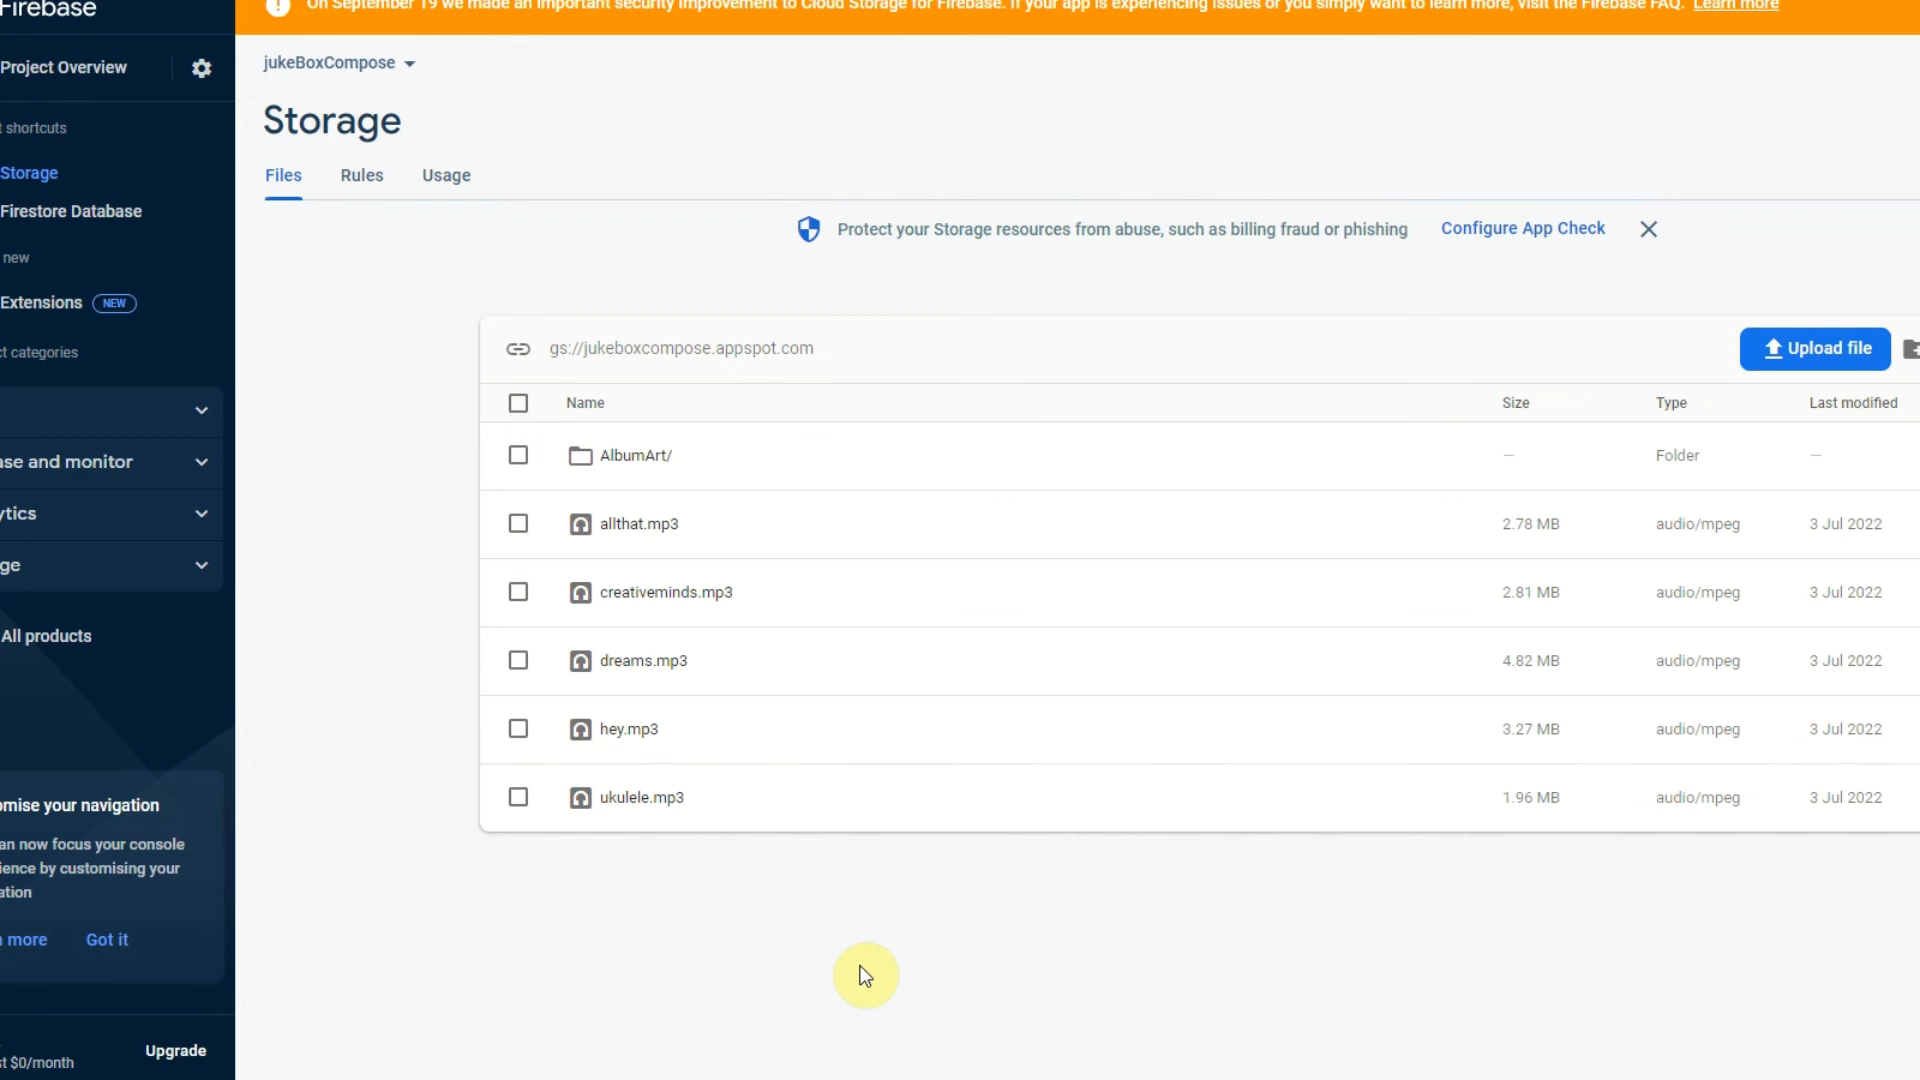 Firebase
On September 19 we made an important security improvement to Cloud Storage for Firebase. If your app is experiencing issues or you simply want to learn more, visit the Firebase FAQ. Learn more
Project Overview
jukeBoxCompose
Storage
t shortcuts
Files Rules Usage
Storage
Firestore Database
Protect your Storage resources from abuse, such as billing fraud or phishing Configure App Check
new
Extensions NEW
ct categories
gs://jukeboxcompose.appspot.com
Upload file
Name Size Type Last modified
AlbumArt/ — Folder —
ase and monitor
ytics
allthat.mp3 2.78 MB audio/mpeg 3 Jul 2022
ge
creativeminds.mp3 2.81 MB audio/mpeg 3 Jul 2022
All products
dreams.mp3 4.82 MB audio/mpeg 3 Jul 2022
hey.mp3 3.27 MB audio/mpeg 3 Jul 2022
ukulele.mp3 1.96 MB audio/mpeg 3 Jul 2022
omise your navigation
an now focus your console
ience by customising your
ation
more Got it
Upgrade
st $0/month